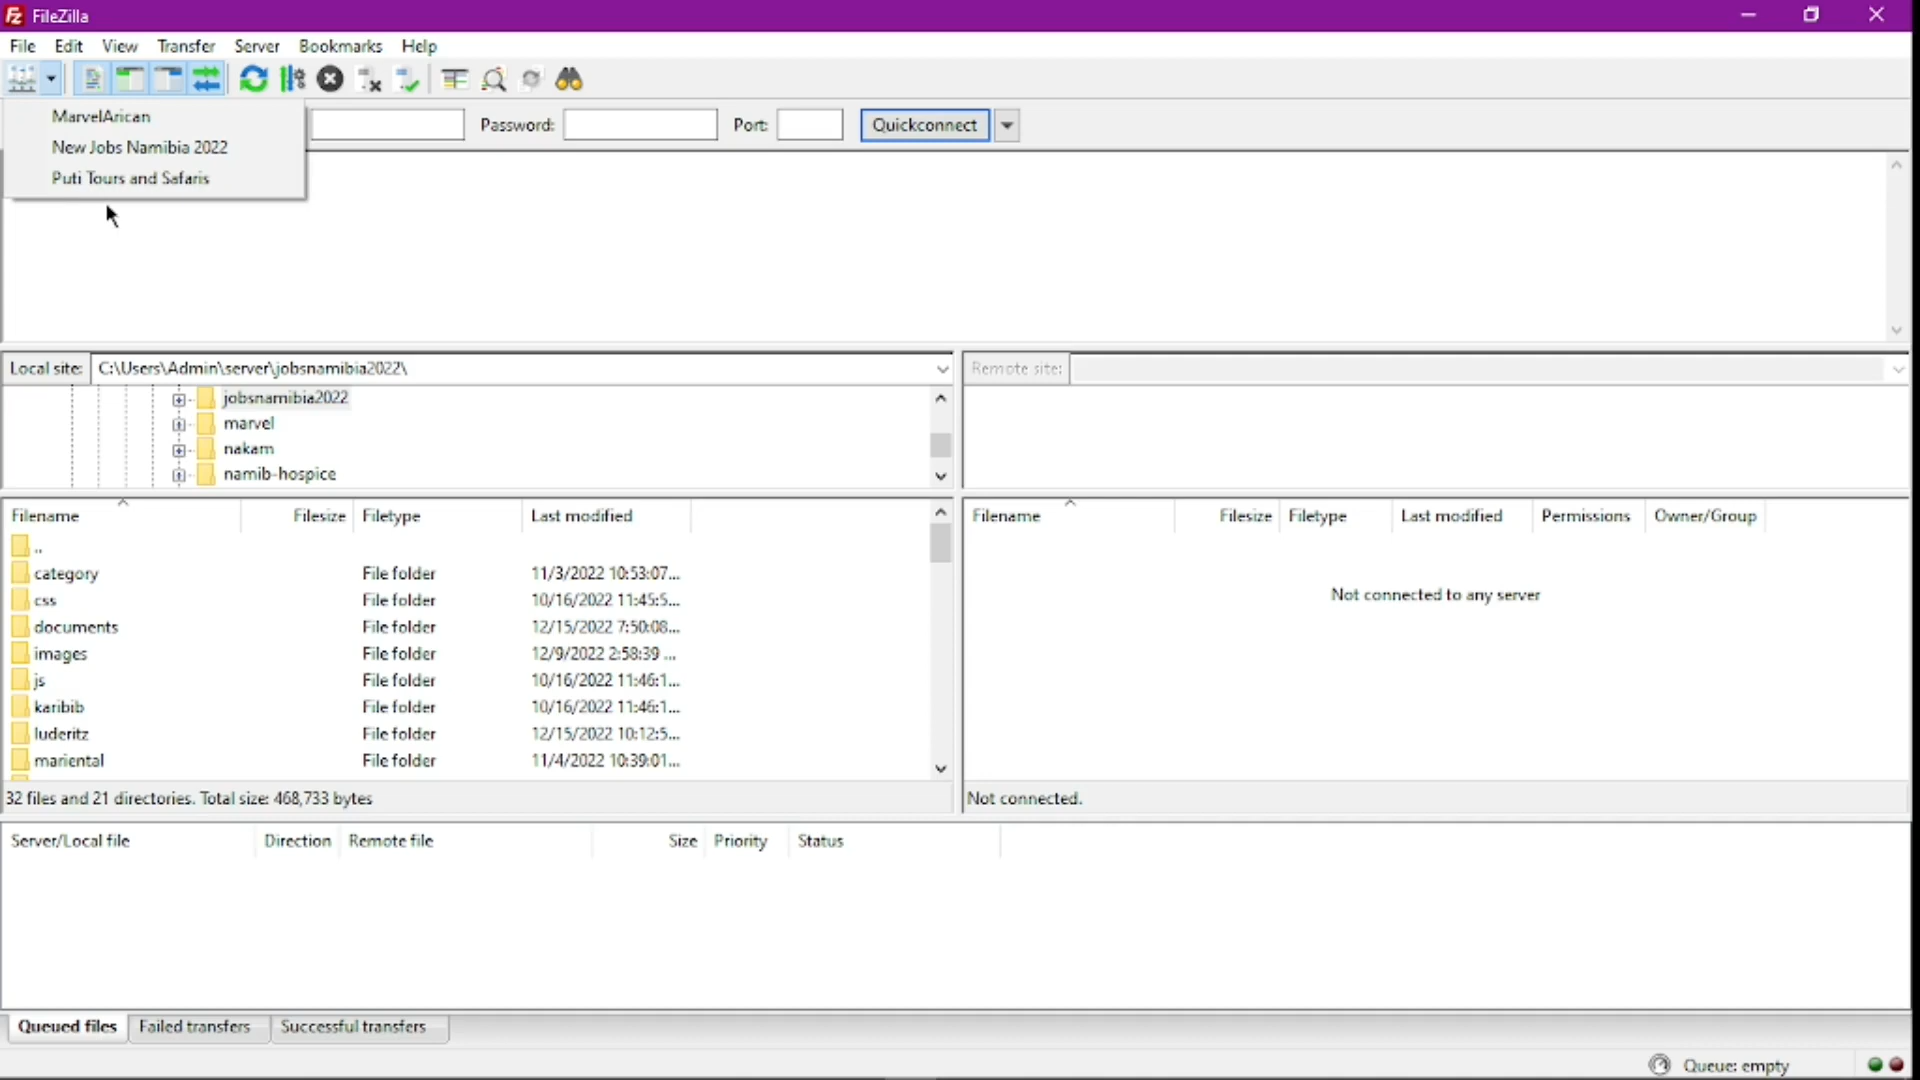 FileZilla
File Edit View Transfer Server Bookmarks Help
MarvelArican
New Jobs Namibia 2022
Puti Tours and Safaris
Password: Port: Quickconnect
Local site: C:\Users\Admin\server\jobsnamibia2022\
Remote site:
jobsnamibia2022
marvel
nakam
namib-hospice
Filename Filesize Filetype Last modified
..
category File folder 11/3/2022 10:53:07...
css File folder 10/16/2022 11:45:5...
documents File folder 12/15/2022 7:50:08...
images File folder 12/9/2022 2:58:39 ...
js File folder 10/16/2022 11:46:1...
karibib File folder 10/16/2022 11:46:1...
luderitz File folder 12/15/2022 10:12:5...
mariental File folder 11/4/2022 10:39:01...
32 files and 21 directories. Total size: 468,733 bytes
Filename Filesize Filetype Last modified Permissions Owner/Group
Not connected to any server
Not connected.
Server/Local file Direction Remote file Size Priority Status
Queued files Failed transfers Successful transfers
Queue: empty